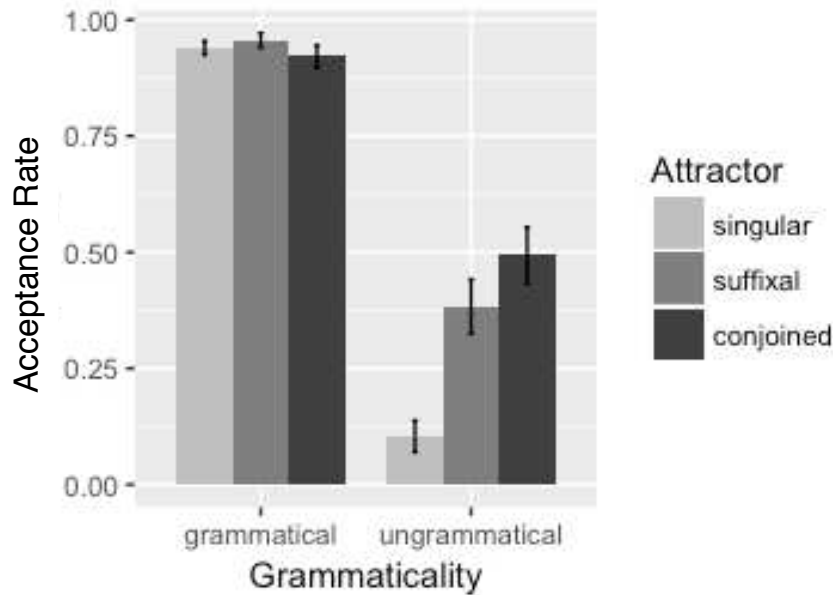 1.00
0.75
0.50
0.25
0.00
Acceptance Rate
grammatical
ungrammatical
Grammaticality
Attractor
singular
suffixal
conjoined